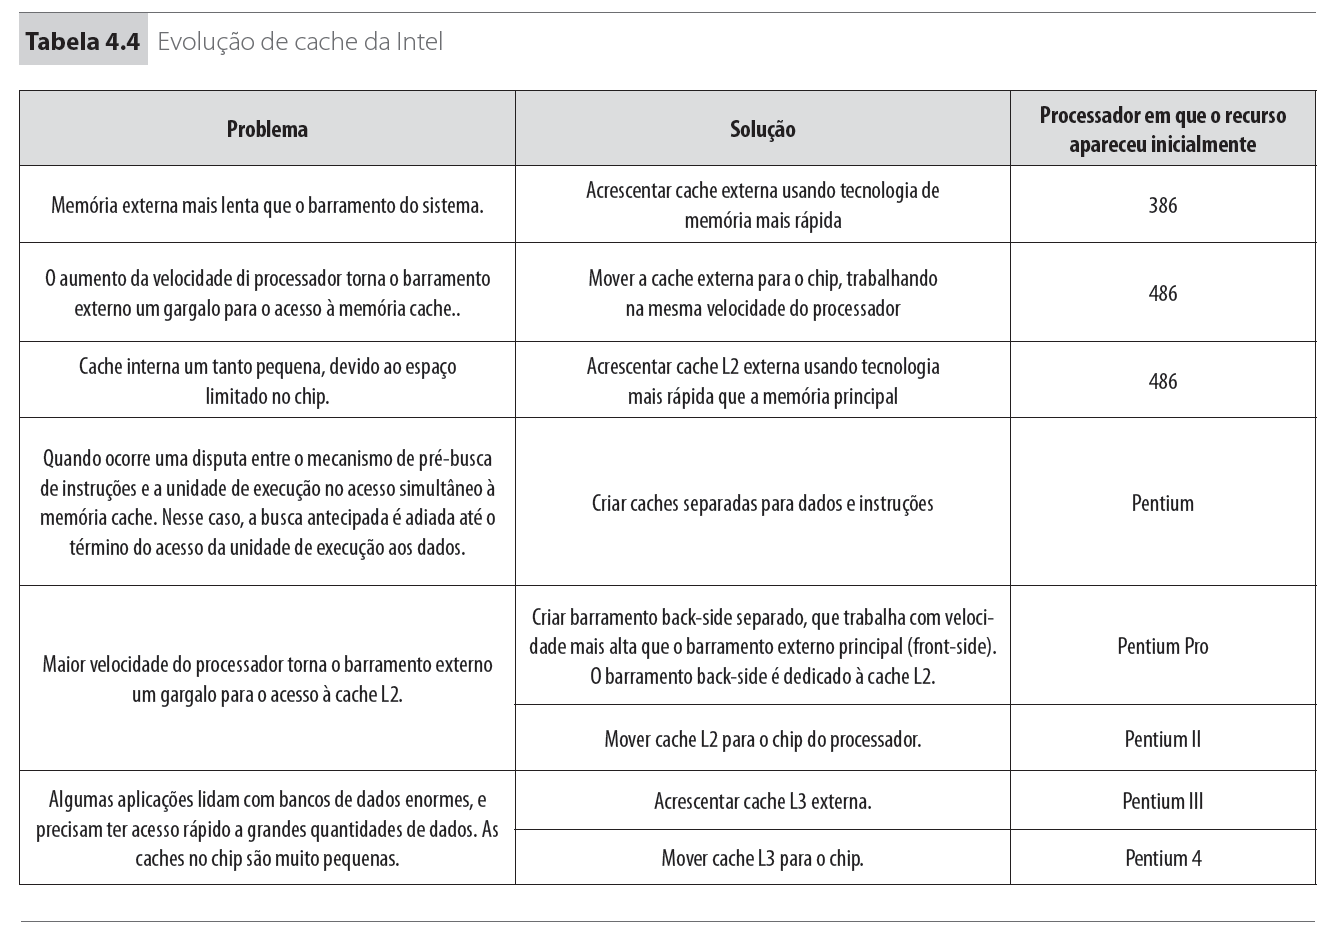 Tabela 4.4 Evolução de cache da Intel
Problema
Solução
Processador em que o recurso
apareceu inicialmente
Memória externa mais lenta que o barramento do sistema.
Acrescentar cache externa usando tecnologia de
memória mais rápida
386
O aumento da velocidade di processador torna o barramento
externo um gargalo para o acesso à memória cache..
Mover a cache externa para o chip, trabalhando
na mesma velocidade do processador
486
Cache interna um tanto pequena, devido ao espaço
limitado no chip.
Acrescentar cache L2 externa usando tecnologia
mais rápida que a memória principal
486
Quando ocorre uma disputa entre o mecanismo de pré-busca
de instruções e a unidade de execução no acesso simultâneo à
memória cache. Nesse caso, a busca antecipada é adiada até o
término do acesso da unidade de execução aos dados.
Criar caches separadas para dados e instruções
Pentium
Maior velocidade do processador torna o barramento externo
um gargalo para o acesso à cache L2.
Criar barramento back-side separado, que trabalha com veloci-
dade mais alta que o barramento externo principal (front-side).
O barramento back-side é dedicado à cache L2.
Pentium Pro
Mover cache L2 para o chip do processador.
Pentium II
Algumas aplicações lidam com bancos de dados enormes, e
precisam ter acesso rápido a grandes quantidades de dados. As
caches no chip são muito pequenas.
Acrescentar cache L3 externa.
Pentium III
Mover cache L3 para o chip.
Pentium 4